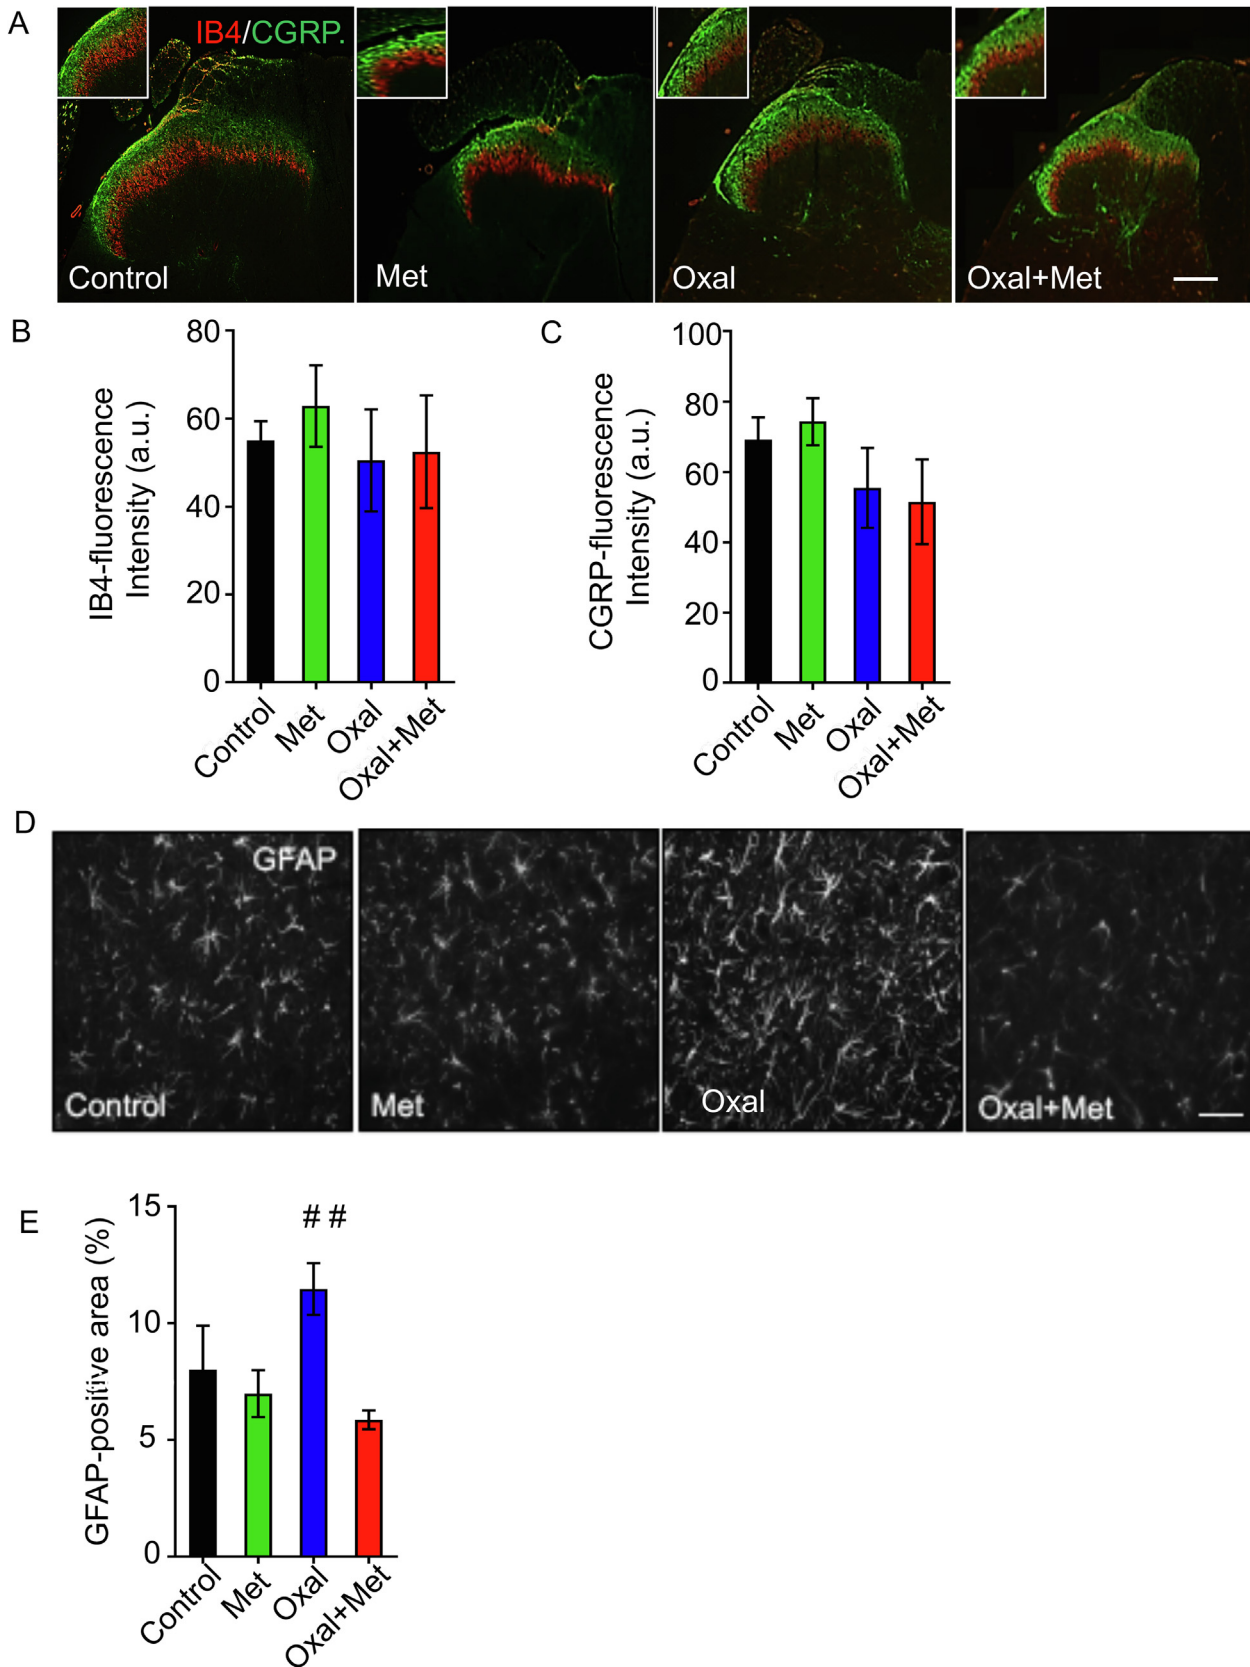 A
IB4/CGRP.
Control
Met
Oxal
Oxal+Met
B
80
60
40
20
0
IB4-fluorescence
Intensity (a.u.)
Control
Met
Oxal
Oxal+Met
C
100
80
60
40
20
0
CGRP-fluorescence
Intensity (a.u.)
Control
Met
Oxal
Oxal+Met
D
GFAP
Control
Met
Oxal
Oxal+Met
E
15
10
5
0
GFAP-positive area (%)
# #
Control
Met
Oxal
Oxal+Met